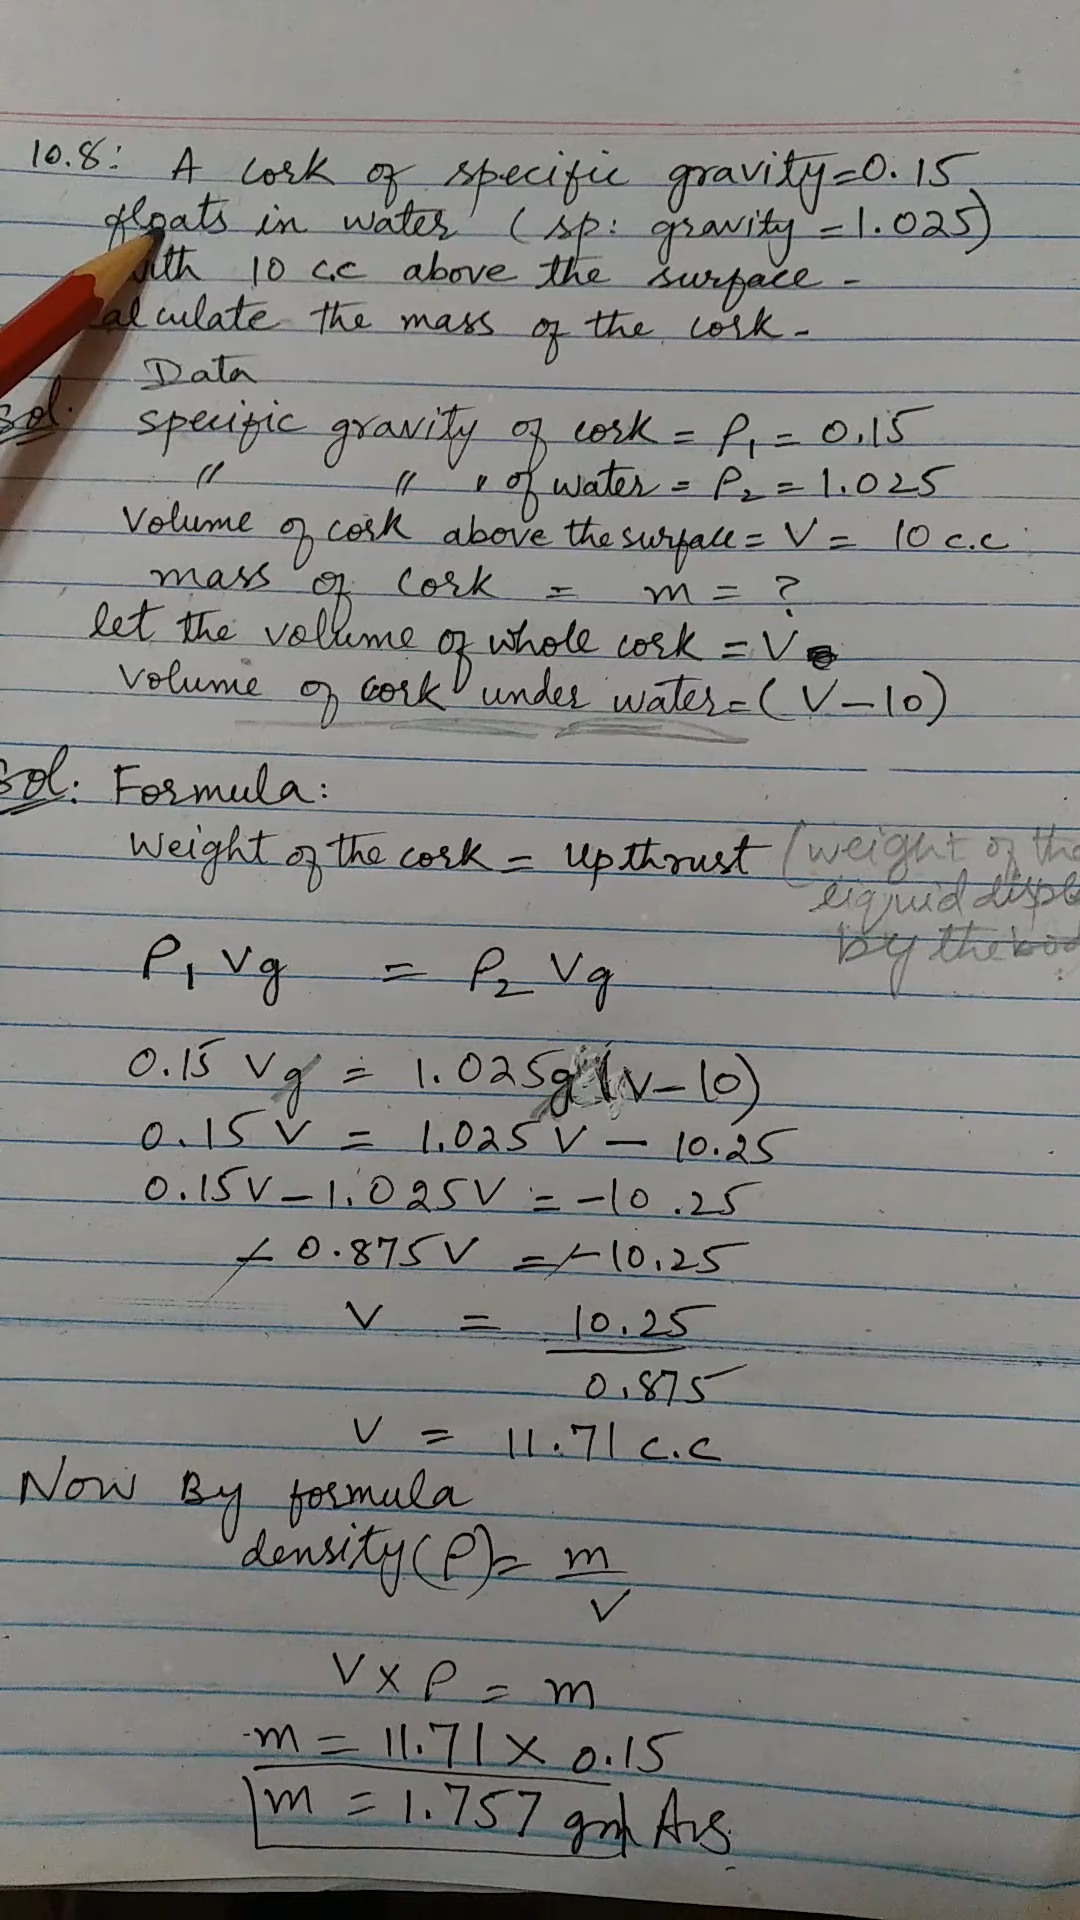 10.8: A cork of specific gravity=0.15
floats in water (sp: gravity = 1.025)
with 10 c.c above the surface -
calculate the mass of the cork -
Data
Sol. specific gravity of cork = ρ₁ = 0.15
〃 〃 〃 of water = ρ₂ = 1.025
Volume of cork above the surface = V = 10 c.c
mass of cork = m = ?
let the volume of whole cork = V
Volume of cork under water = (V-10)
Sol: Formula:
Weight of the cork = Upthrust (weight of the
liquid
by the
ρ₁ Vg = ρ₂ Vg
0.15 Vg = 1.025g (V-10)
0.15 V = 1.025 V - 10.25
0.15V - 1.025V = -10.25
- 0.875V = -10.25
V = 10.25
0.875
V = 11.71 c.c
Now By formula
density (ρ) = m
V
V x ρ = m
m = 11.71 x 0.15
m = 1.757 gm Ans.